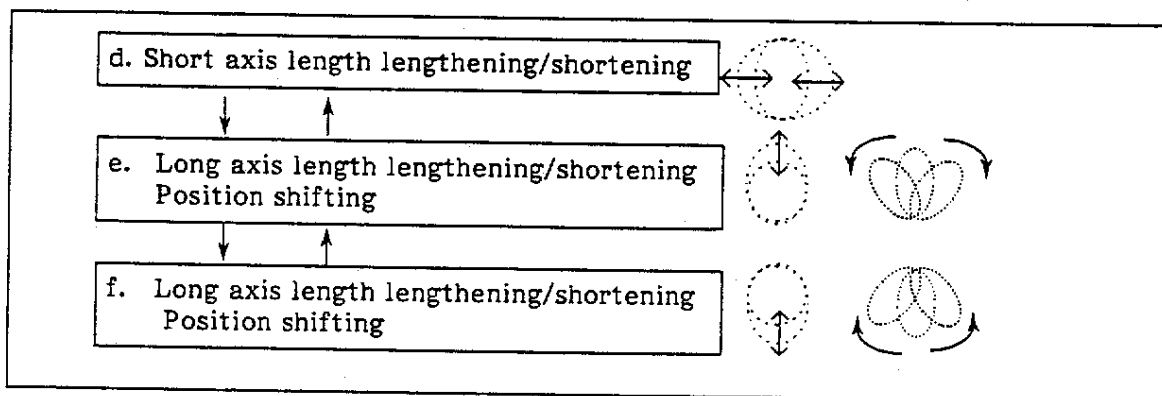 d. Short axis length lengthening/shortening
e. Long axis length lengthening/shortening
Position shifting
f. Long axis length lengthening/shortening
Position shifting